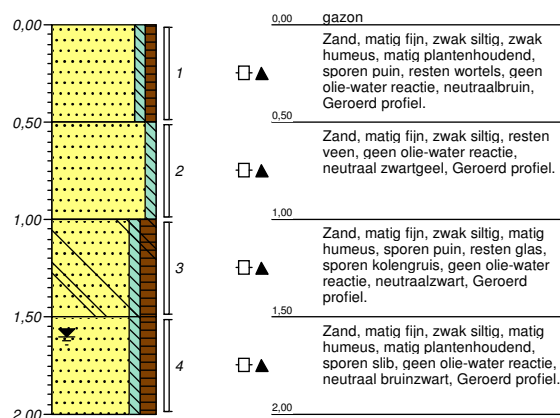 0,00
0,50
1,00
1,50
2,00
1
2
3
4
0,00 gazon
Zand, matig fijn, zwak siltig, zwak
humeus, matig plantenhoudend,
sporen puin, resten wortels, geen
olie-water reactie, neutraalbruin,
Geroerd profiel.
0,50
Zand, matig fijn, zwak siltig, resten
veen, geen olie-water reactie,
neutraal zwartgeel, Geroerd profiel.
1,00
Zand, matig fijn, zwak siltig, matig
humeus, sporen puin, resten glas,
sporen kolengruis, geen olie-water
reactie, neutraalzwart, Geroerd
profiel.
1,50
Zand, matig fijn, zwak siltig, matig
humeus, matig plantenhoudend,
sporen slib, geen olie-water reactie,
neutraal bruinzwart, Geroerd profiel.
2,00